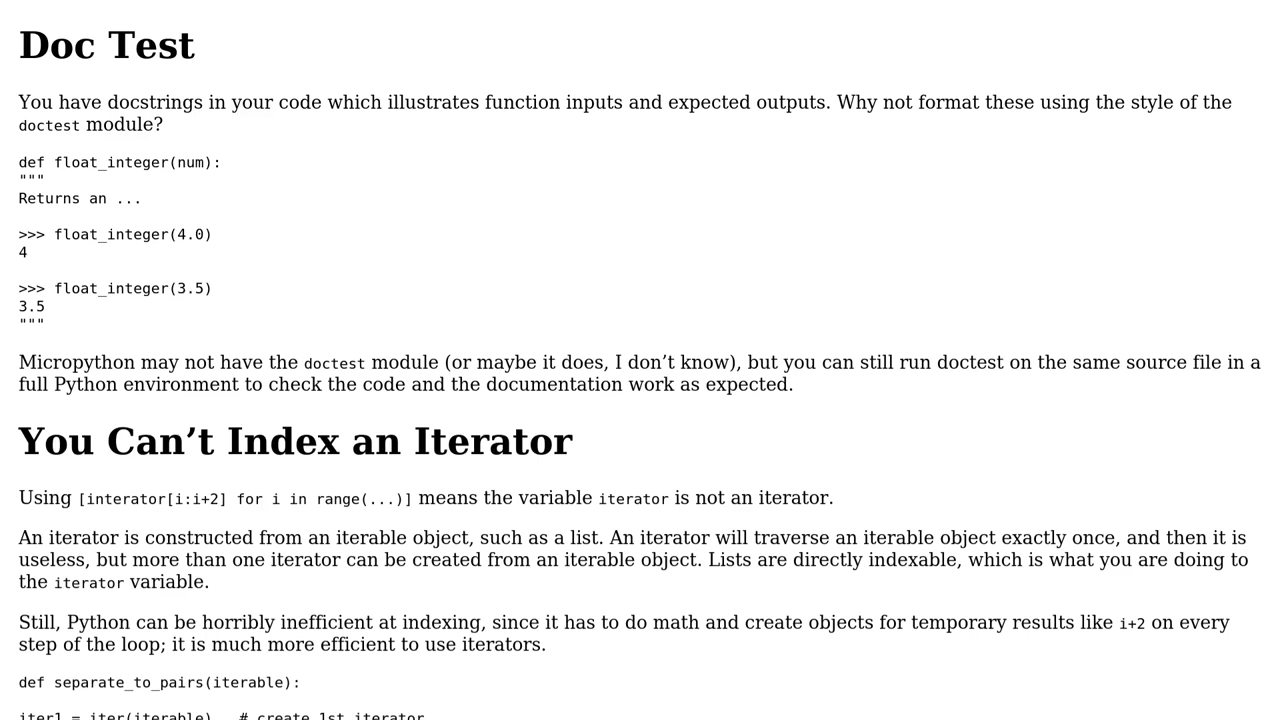 Doc Test
You have docstrings in your code which illustrates function inputs and expected outputs. Why not format these using the style of the
doctest module?
def float_integer(num):
"""
Returns an ...
>>> float_integer(4.0)
4
>>> float_integer(3.5)
3.5
"""
Micropython may not have the doctest module (or maybe it does, I don’t know), but you can still run doctest on the same source file in a
full Python environment to check the code and the documentation work as expected.
You Can’t Index an Iterator
Using [interator[i:i+2] for i in range(...)] means the variable iterator is not an iterator.
An iterator is constructed from an iterable object, such as a list. An iterator will traverse an iterable object exactly once, and then it is
useless, but more than one iterator can be created from an iterable object. Lists are directly indexable, which is what you are doing to
the iterator variable.
Still, Python can be horribly inefficient at indexing, since it has to do math and create objects for temporary results like i+2 on every
step of the loop; it is much more efficient to use iterators.
def separate_to_pairs(iterable):
iter1 = iter(iterable)   # create 1st iterator